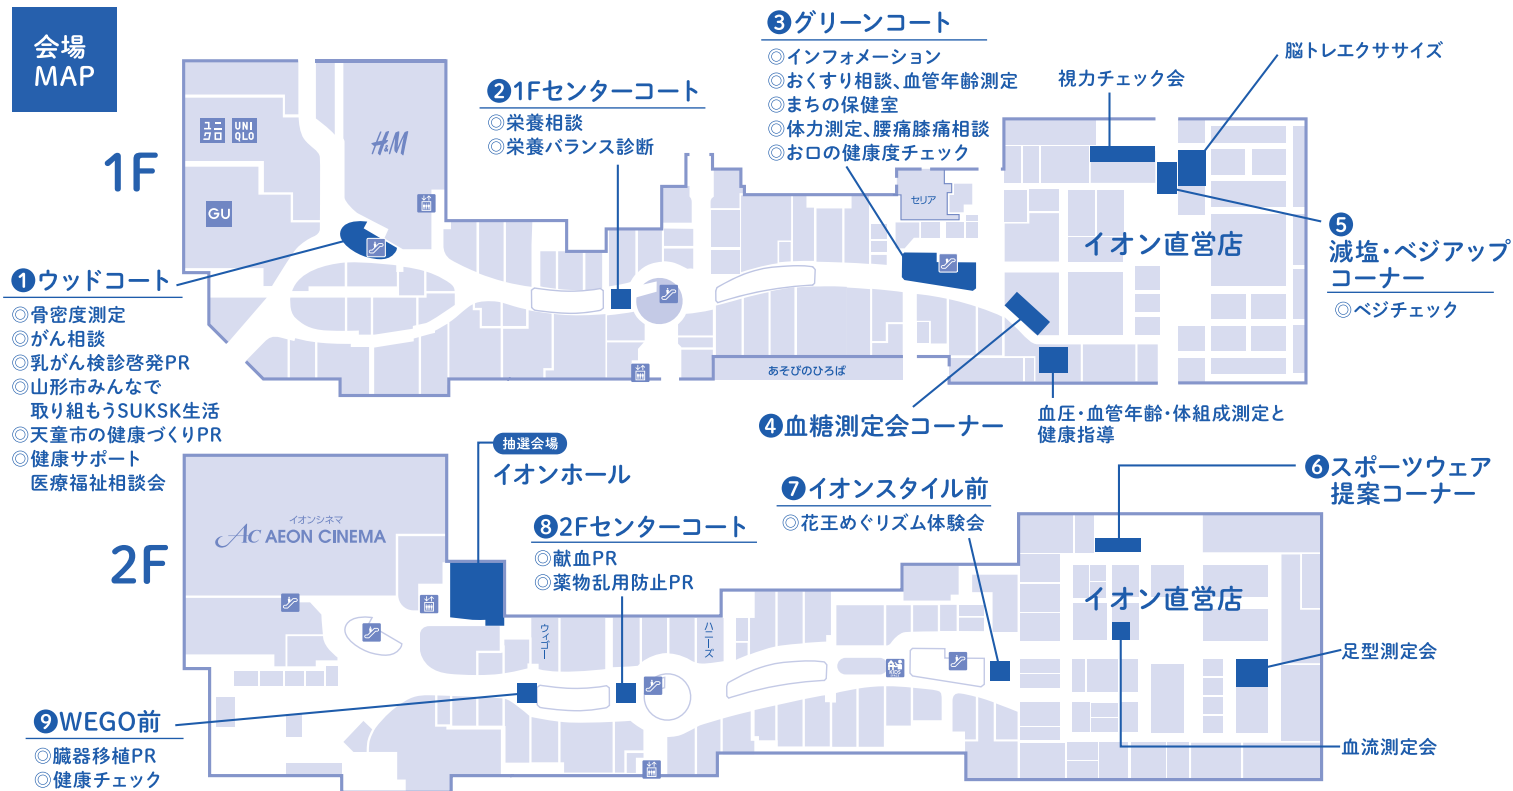 会場
MAP
1F
ユニクロ
UNIQLO
H&M
GU
❶ウッドコート
◎骨密度測定
◎がん相談
◎乳がん検診啓発PR
◎山形市みんなで
取り組もうSUKSK生活
◎天童市の健康づくりPR
◎健康サポート
医療福祉相談会
❷1Fセンターコート
◎栄養相談
◎栄養バランス診断
❸グリーンコート
◎インフォメーション
◎おくすり相談、血管年齢測定
◎まちの保健室
◎体力測定、腰痛膝痛相談
◎お口の健康度チェック
セリア
あそびのひろば
視力チェック会
脳トレエクササイズ
イオン直営店
❺
減塩・ベジアップ
コーナー
◎ベジチェック
❹血糖測定会コーナー
血圧・血管年齢・体組成測定と
健康指導
2F
イオンシネマ
Ac AEON CINEMA
抽選会場
イオンホール
❽2Fセンターコート
◎献血PR
◎薬物乱用防止PR
ウィゴー
ハニーズ
❼イオンスタイル前
◎花王めぐリズム体験会
❻スポーツウェア
提案コーナー
イオン直営店
足型測定会
血流測定会
❾WEGO前
◎臓器移植PR
◎健康チェック